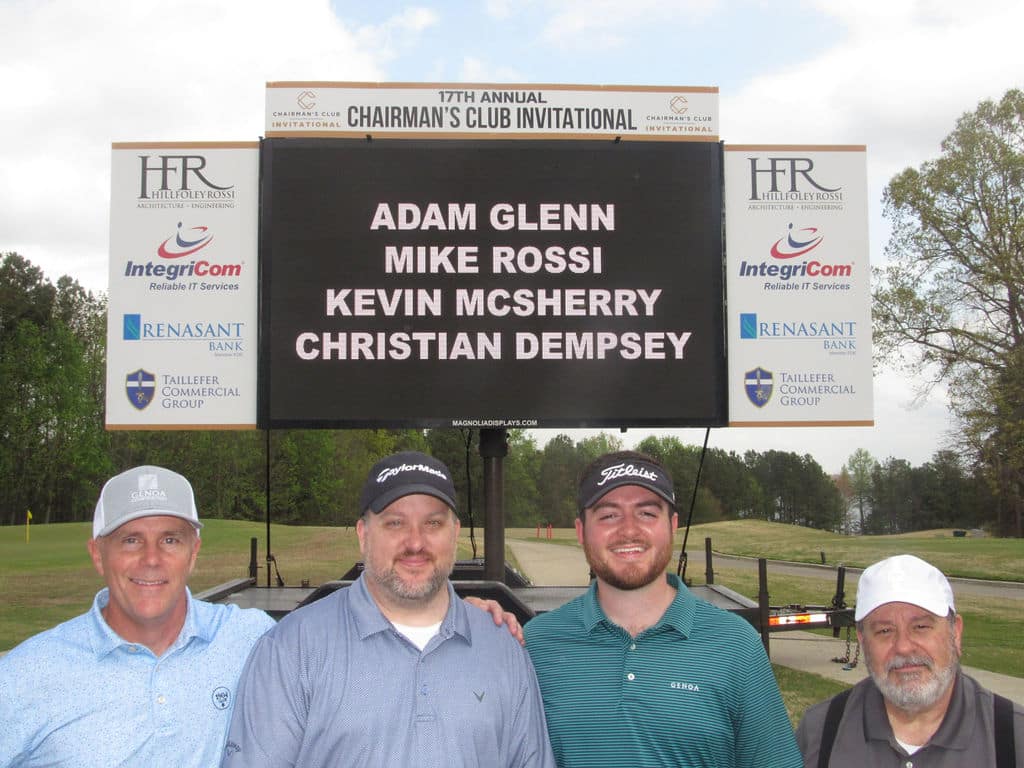 17TH ANNUAL
CHAIRMAN'S CLUB INVITATIONAL
CHAIRMAN'S CLUB
INVITATIONAL
CHAIRMAN'S CLUB
INVITATIONAL
HFR
HILLFOLEYROSSI
ARCHITECTURE • ENGINEERING
IntegriCom®
Reliable IT Services
RENASANT
BANK
TAILLEFER
COMMERCIAL
GROUP
ADAM GLENN
MIKE ROSSI
KEVIN MCSHERRY
CHRISTIAN DEMPSEY
MAGNOLIADISPLAYS.COM
HFR
HILLFOLEYROSSI
ARCHITECTURE • ENGINEERING
IntegriCom®
Reliable IT Services
RENASANT
BANK
TAILLEFER
COMMERCIAL
GROUP
GENOA
TaylorMade
Titleist
GENOA